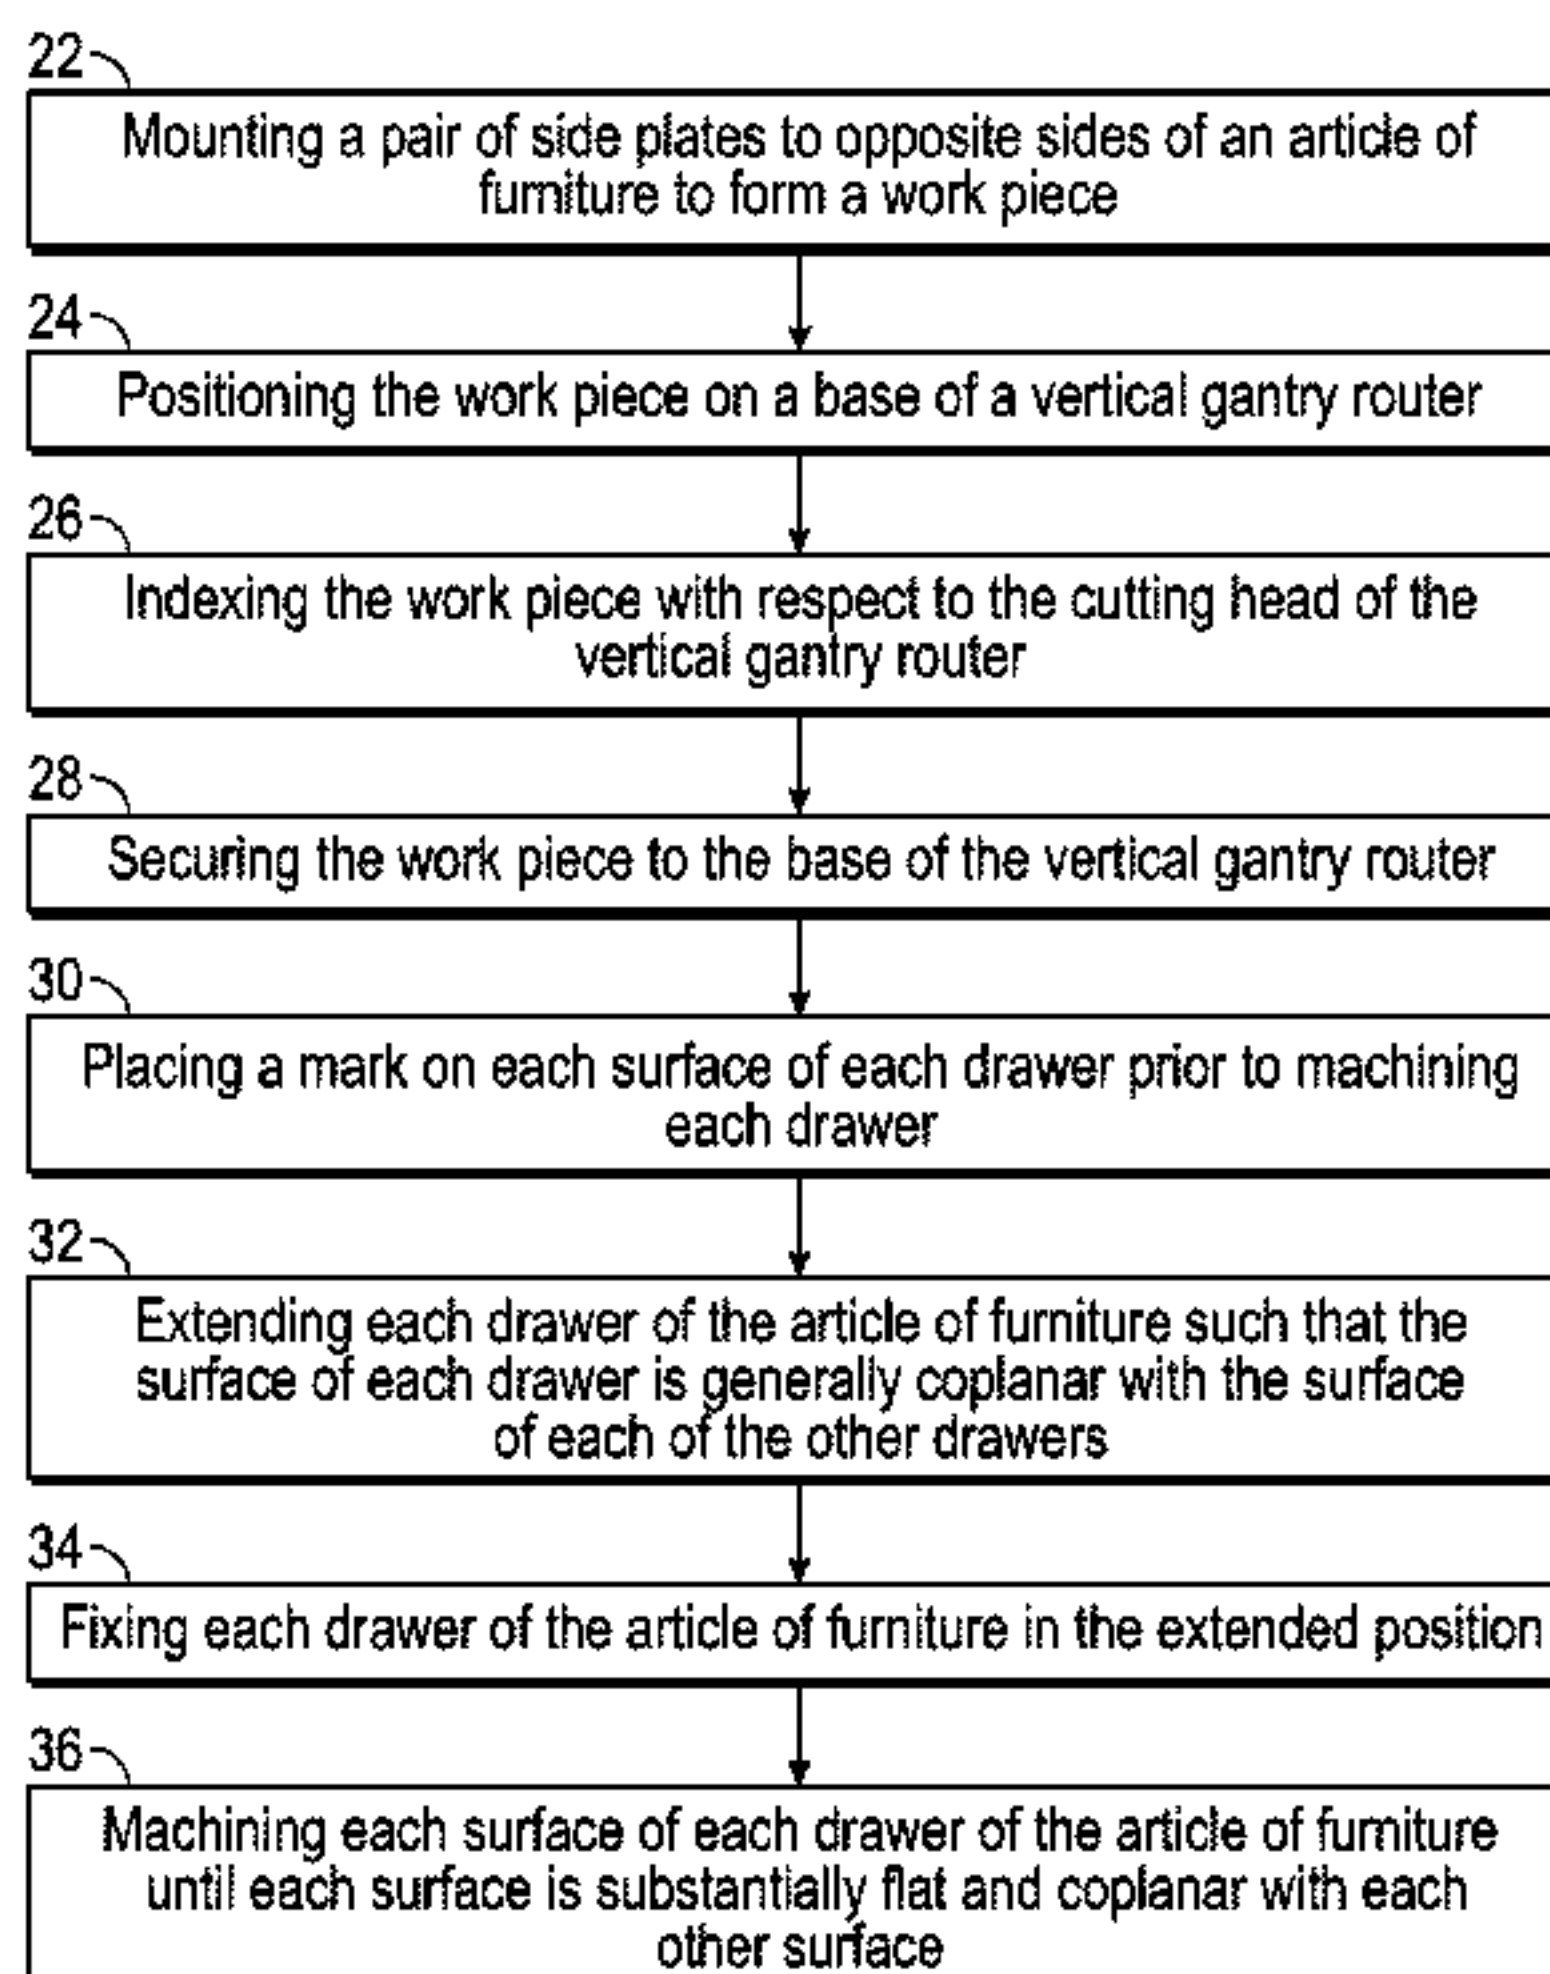 22
Mounting a pair of side plates to opposite sides of an article of
furniture to form a work piece
24
Positioning the work piece on a base of a vertical gantry router
26
Indexing the work piece with respect to the cutting head of the
vertical gantry router
28
Securing the work piece to the base of the vertical gantry router
30
Placing a mark on each surface of each drawer prior to machining
each drawer
32
Extending each drawer of the article of furniture such that the
surface of each drawer is generally coplanar with the surface
of each of the other drawers
34
Fixing each drawer of the article of furniture in the extended position
36
Machining each surface of each drawer of the article of furniture
until each surface is substantially flat and coplanar with each
other surface